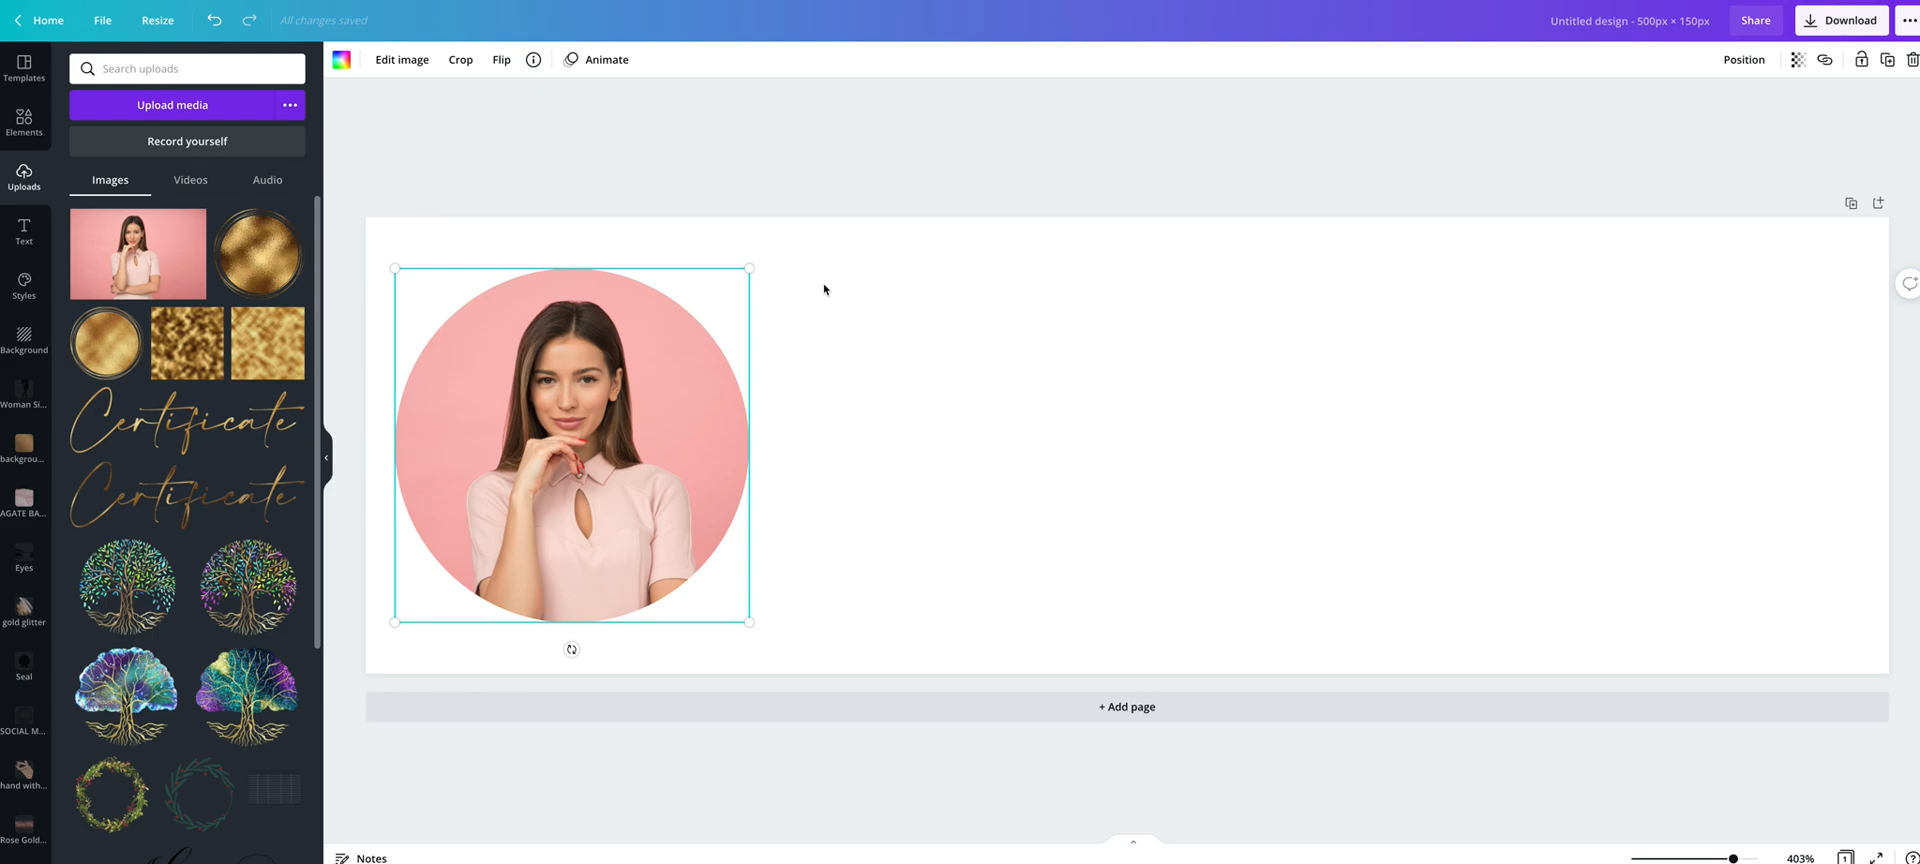 Home File Resize All changes saved Untitled design - 500px × 150px Share Download
Templates
Elements
Uploads
Text
Styles
Background
Woman Si...
backgrou...
AGATE BA...
Eyes
gold glitter
Seal
SOCIAL M...
hand with...
Rose Gold...
Search uploads
Upload media
Record yourself
Images Videos Audio
Certificate
Certificate
Edit image Crop Flip Animate Position
+ Add page
Notes 403% 1